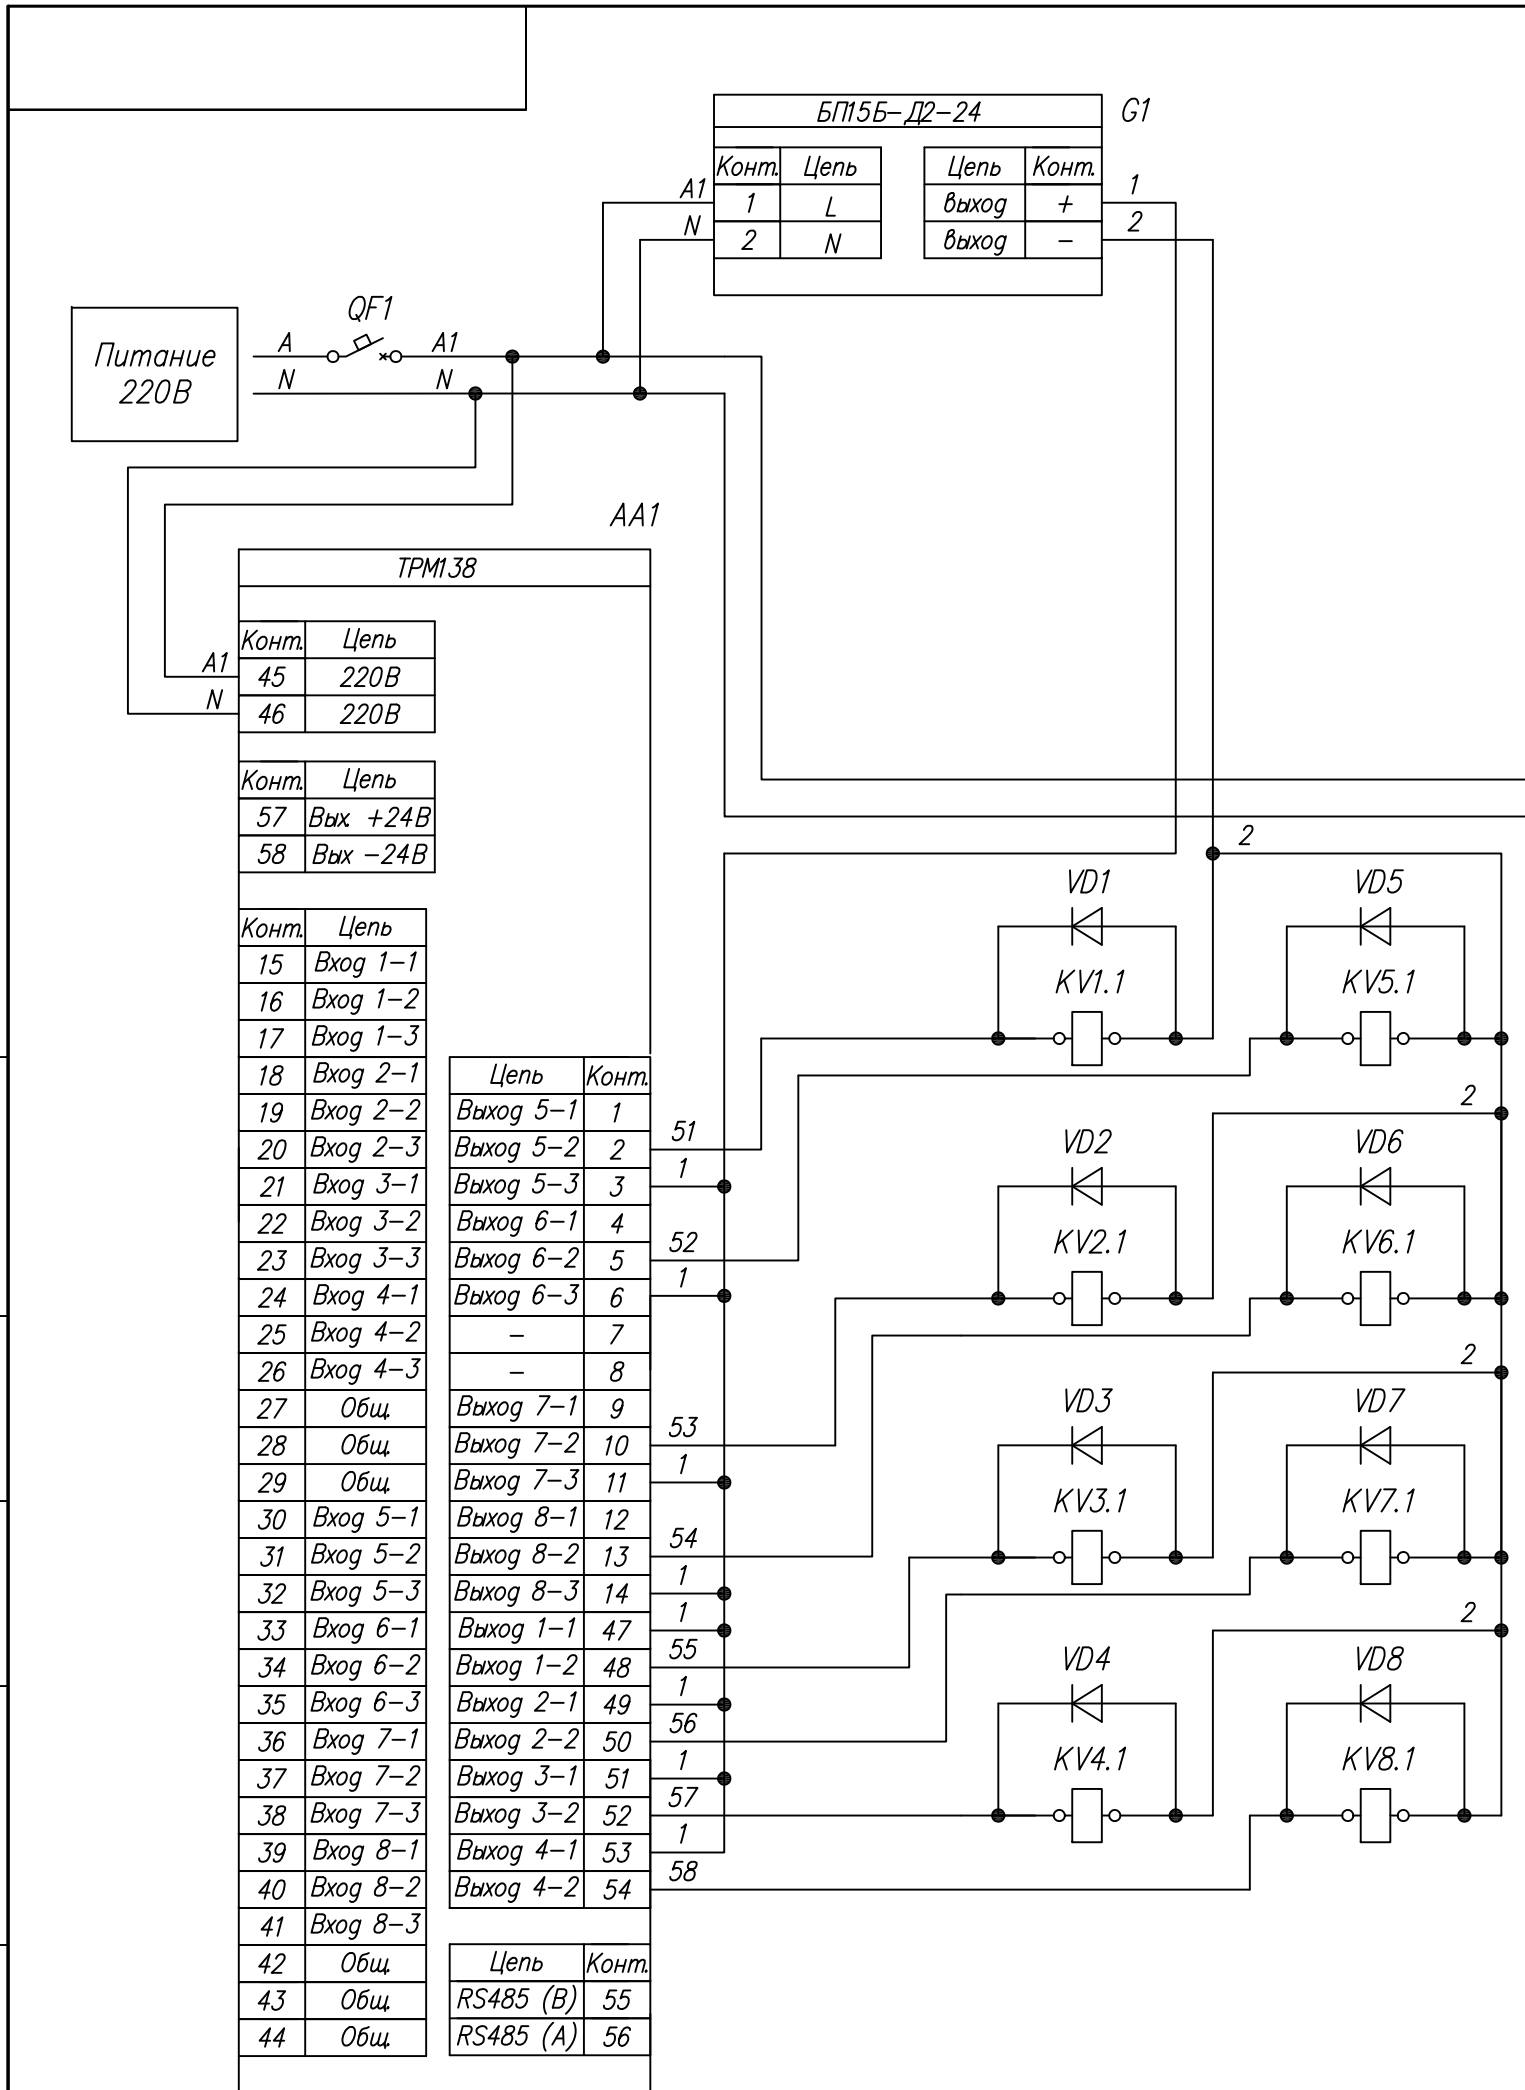 БП15Б-Д2-24 G1
Конт. Цепь Цепь Конт.
A1 1 L выход + 1
N 2 N выход - 2
Питание
220В
QF1
A A1
N N
AA1
ТРМ138
Конт. Цепь
A1 45 220В
N 46 220В
Конт. Цепь
57 Вых. +24В
58 Вых -24В
2
VD1 VD5
KV1.1 KV5.1
2
VD2 VD6
KV2.1 KV6.1
2
VD3 VD7
KV3.1 KV7.1
2
VD4 VD8
KV4.1 KV8.1
Конт. Цепь
15 Вход 1-1
16 Вход 1-2
17 Вход 1-3
18 Вход 2-1
19 Вход 2-2
20 Вход 2-3
21 Вход 3-1
22 Вход 3-2
23 Вход 3-3
24 Вход 4-1
25 Вход 4-2
26 Вход 4-3
27 Общ.
28 Общ.
29 Общ.
30 Вход 5-1
31 Вход 5-2
32 Вход 5-3
33 Вход 6-1
34 Вход 6-2
35 Вход 6-3
36 Вход 7-1
37 Вход 7-2
38 Вход 7-3
39 Вход 8-1
40 Вход 8-2
41 Вход 8-3
42 Общ.
43 Общ.
44 Общ.
Цепь Конт.
Выход 5-1 1
Выход 5-2 2 51
Выход 5-3 3 1
Выход 6-1 4
Выход 6-2 5 52
Выход 6-3 6 1
- 7
- 8
Выход 7-1 9
Выход 7-2 10 53
Выход 7-3 11 1
Выход 8-1 12
Выход 8-2 13 54
Выход 8-3 14 1
Выход 1-1 47 1
Выход 1-2 48 55
Выход 2-1 49 1
Выход 2-2 50 56
Выход 3-1 51 1
Выход 3-2 52 57
Выход 4-1 53 1
Выход 4-2 54 58
Цепь Конт.
RS485 (B) 55
RS485 (A) 56